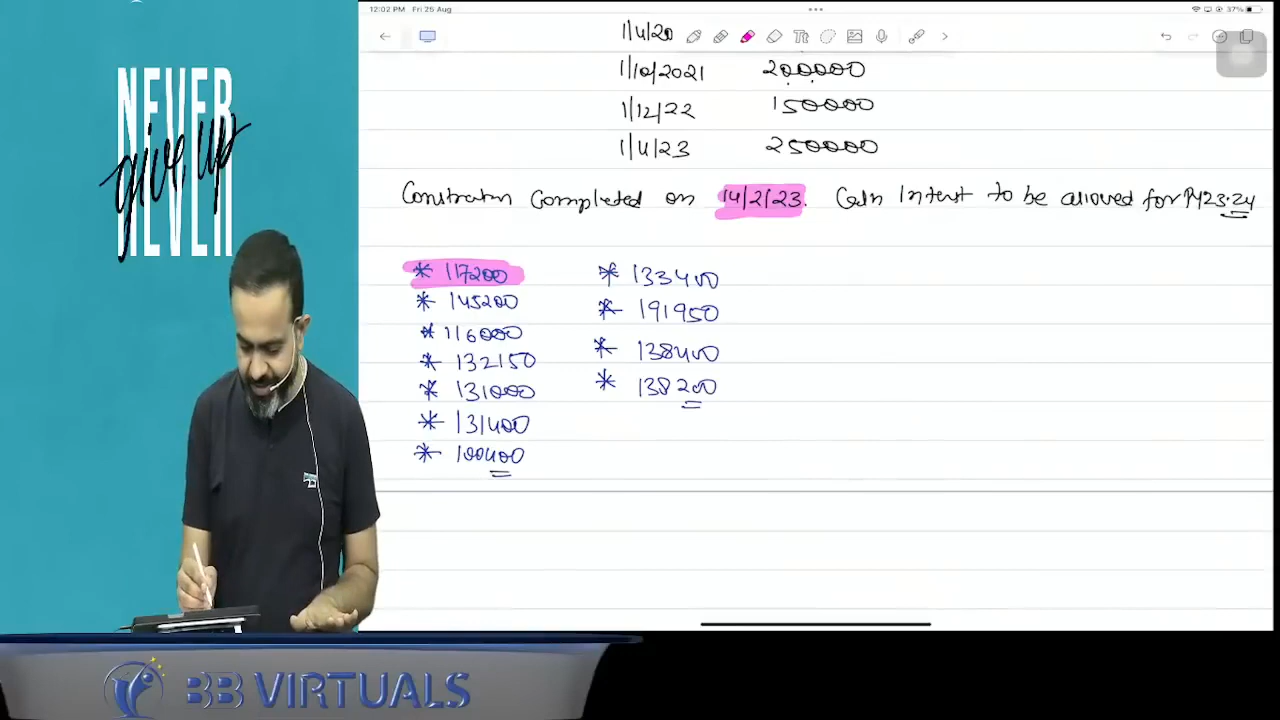 12:02 PM Fri 25 Aug
37%
1/4/20
1/10/2021 200000
1/12/22 150000
1/4/23 250000
Construction Completed on 14/2/23. Caln Interest to be allowed for PY23-24
* 117200
* 145200
* 116000
* 132150
* 131000
* 131400
* 100400
* 133400
* 191950
* 138400
* 138200
NEVER
give up
NEVER
BB VIRTUALS